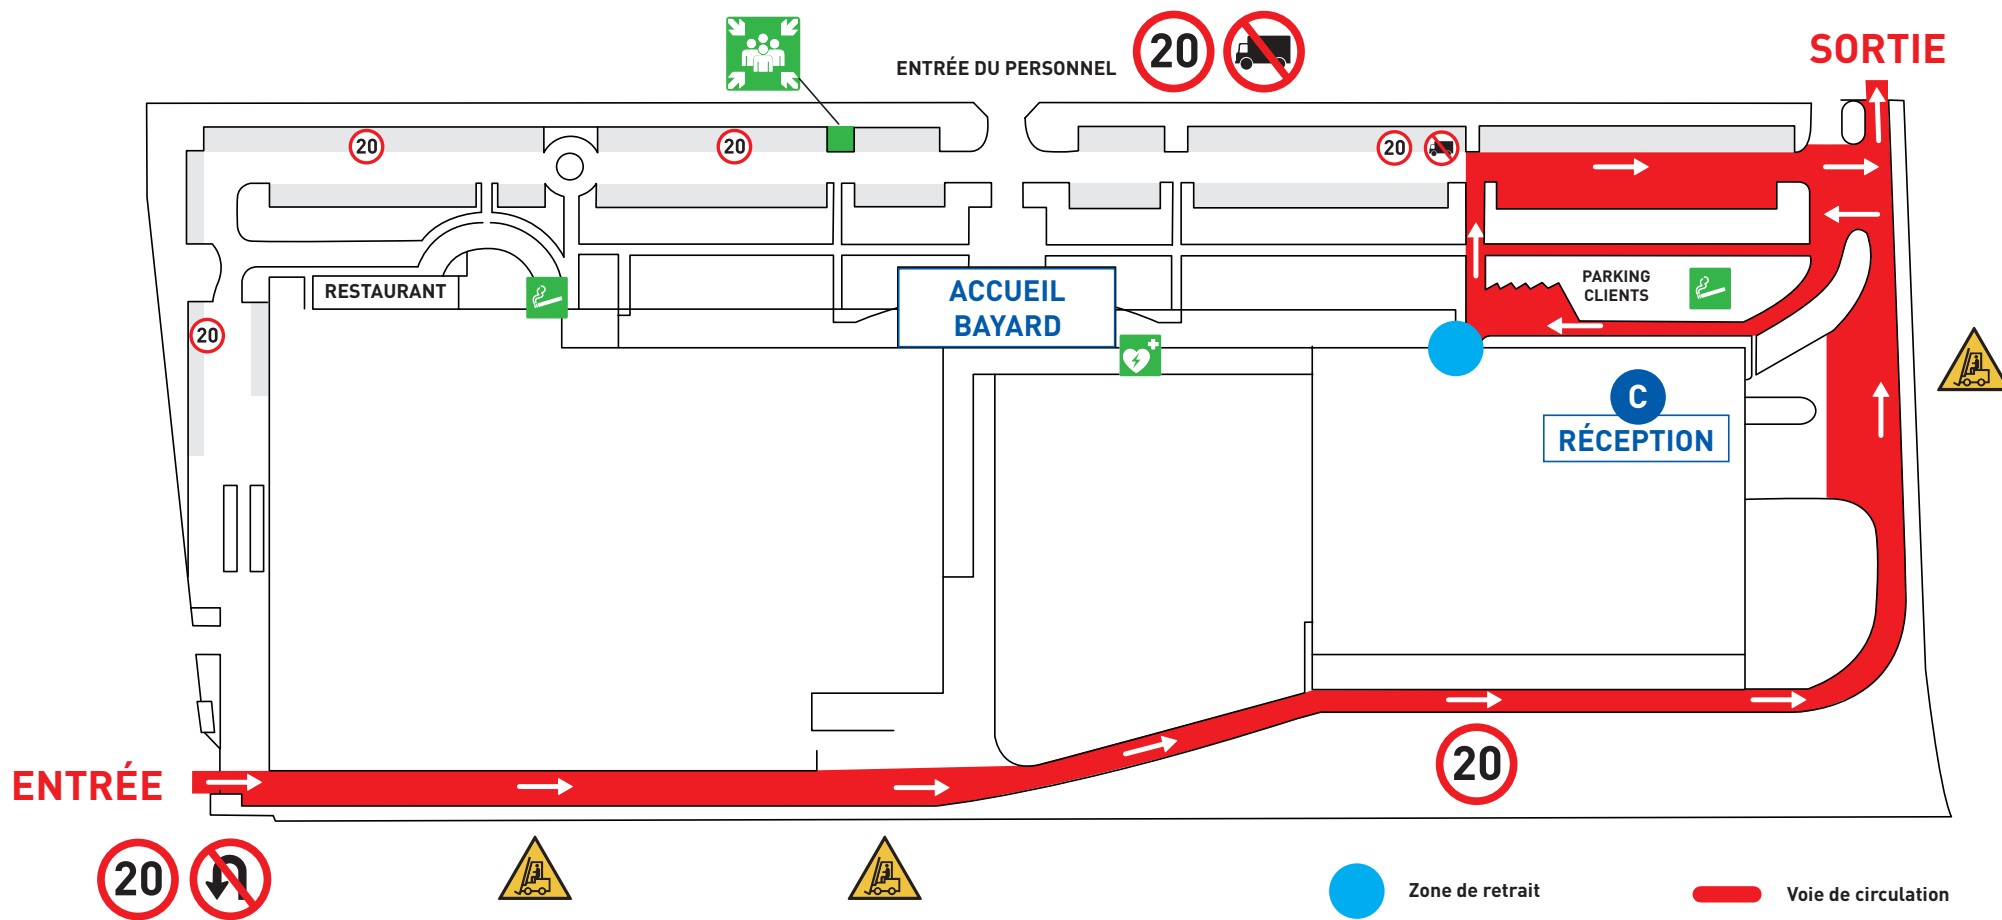 ENTRÉE DU PERSONNEL
20
SORTIE
20
20
20
RESTAURANT
ACCUEIL
BAYARD
PARKING
CLIENTS
20
C
RÉCEPTION
ENTRÉE
20
20
Zone de retrait
Voie de circulation